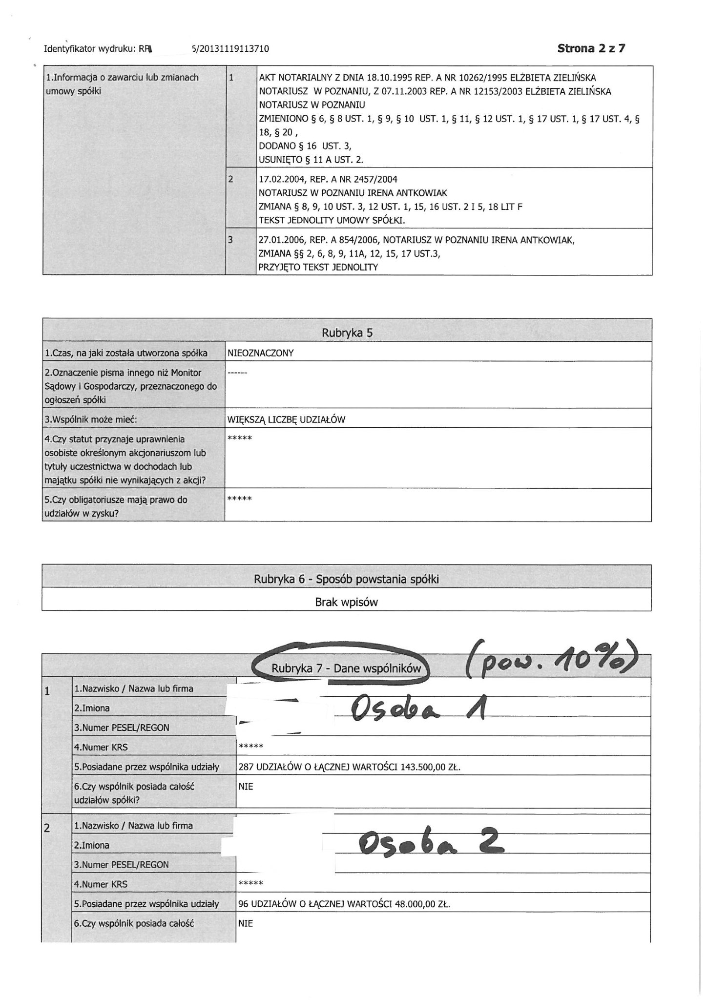 Identyfikator wydruku: RP 5/20131119113710
Strona 2 z 7
1.Informacja o zawarciu lub zmianach umowy spółki
1
AKT NOTARIALNY Z DNIA 18.10.1995 REP. A NR 10262/1995 ELŻBIETA ZIELIŃSKA
NOTARIUSZ W POZNANIU, Z 07.11.2003 REP. A NR 12153/2003 ELŻBIETA ZIELIŃSKA
NOTARIUSZ W POZNANIU
ZMIENIONO § 6, § 8 UST. 1, § 9, § 10 UST. 1, § 11, § 12 UST. 1, § 17 UST. 1, § 17 UST. 4, §
18, § 20 ,
DODANO § 16 UST. 3,
USUNIĘTO § 11 A UST. 2.
2
17.02.2004, REP. A NR 2457/2004
NOTARIUSZ W POZNANIU IRENA ANTKOWIAK
ZMIANA § 8, 9, 10 UST. 3, 12 UST. 1, 15, 16 UST. 2 I 5, 18 LIT F
TEKST JEDNOLITY UMOWY SPÓŁKI.
3
27.01.2006, REP. A 854/2006, NOTARIUSZ W POZNANIU IRENA ANTKOWIAK,
ZMIANA §§ 2, 6, 8, 9, 11A, 12, 15, 17 UST.3,
PRZYJĘTO TEKST JEDNOLITY
Rubryka 5
1.Czas, na jaki została utworzona spółka
NIEOZNACZONY
2.Oznaczenie pisma innego niż Monitor
Sądowy i Gospodarczy, przeznaczonego do
ogłoszeń spółki
------
3.Wspólnik może mieć:
WIĘKSZĄ LICZBĘ UDZIAŁÓW
4.Czy statut przyznaje uprawnienia
osobiste określonym akcjonariuszom lub
tytuły uczestnictwa w dochodach lub
majątku spółki nie wynikających z akcji?
*****
5.Czy obligatoriusze mają prawo do
udziałów w zysku?
*****
Rubryka 6 - Sposób powstania spółki
Brak wpisów
Rubryka 7 - Dane wspólników
(pow. 10%)
1
1.Nazwisko / Nazwa lub firma
2.Imiona
Osoba 1
3.Numer PESEL/REGON
4.Numer KRS
*****
5.Posiadane przez wspólnika udziały
287 UDZIAŁÓW O ŁĄCZNEJ WARTOŚCI 143.500,00 ZŁ.
6.Czy wspólnik posiada całość
udziałów spółki?
NIE
2
1.Nazwisko / Nazwa lub firma
2.Imiona
Osoba 2
3.Numer PESEL/REGON
4.Numer KRS
*****
5.Posiadane przez wspólnika udziały
96 UDZIAŁÓW O ŁĄCZNEJ WARTOŚCI 48.000,00 ZŁ.
6.Czy wspólnik posiada całość
NIE